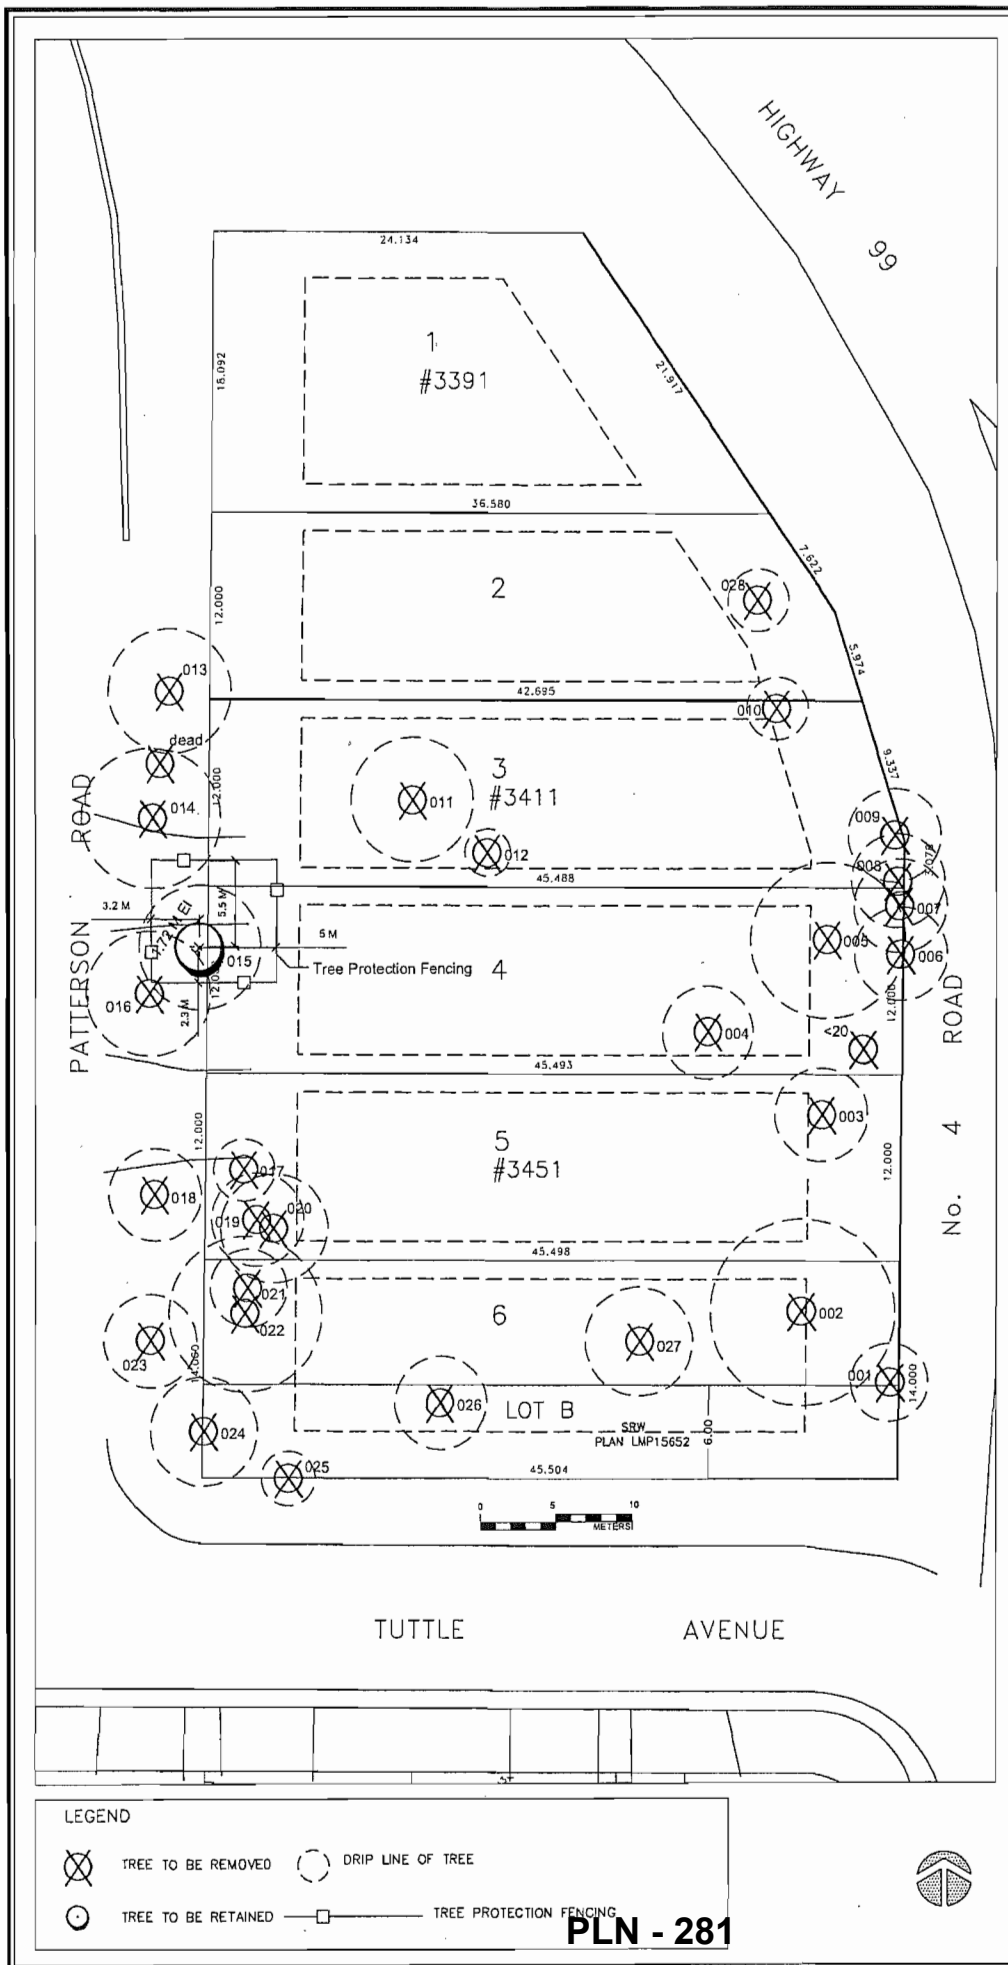 HIGHWAY 99
24.134
18.092
1
#3391
21.917
36.580
7.622
12.000
2
028
5.974
013
42.695
010
dead
12.000
3
#3411
9.337
ROAD
014
011
012
009
008
3.078
45.488
007
3.2 M
5.5 M
5 M
005
006
015
4
Tree Protection Fencing
016
2.3 M
12.000
PATTERSON
004
<20
ROAD
45.493
003
12.000
5
#3451
12.000
4
No.
017
018
019
020
45.498
021
6
002
022
027
023
14.000
001
14.000
026
LOT B
024
SRW
PLAN LMP15652
6.00
025
45.504
0 5 10
METERS
TUTTLE AVENUE
LEGEND
TREE TO BE REMOVED DRIP LINE OF TREE
TREE TO BE RETAINED TREE PROTECTION FENCING
PLN - 281